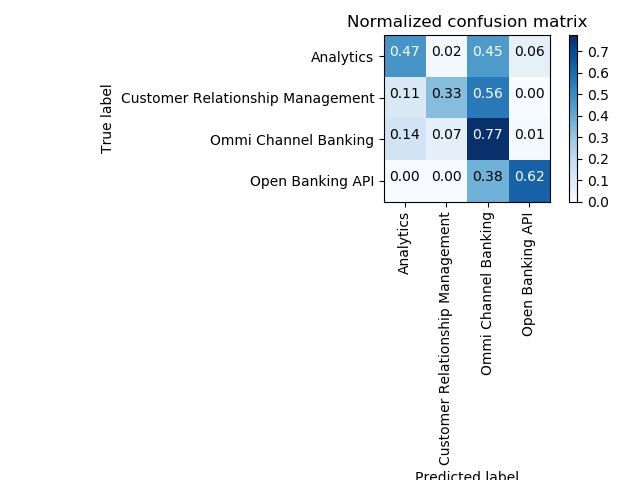 Normalized confusion matrix
True label
Analytics 0.47 0.02 0.45 0.06
Customer Relationship Management 0.11 0.33 0.56 0.00
Ommi Channel Banking 0.14 0.07 0.77 0.01
Open Banking API 0.00 0.00 0.38 0.62
Analytics
Customer Relationship Management
Ommi Channel Banking
Open Banking API
Predicted label
0.7
0.6
0.5
0.4
0.3
0.2
0.1
0.0